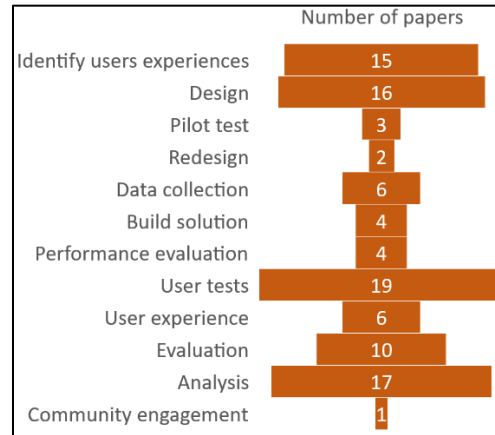 Number of papers
Identify users experiences 15
Design 16
Pilot test 3
Redesign 2
Data collection 6
Build solution 4
Performance evaluation 4
User tests 19
User experience 6
Evaluation 10
Analysis 17
Community engagement 1